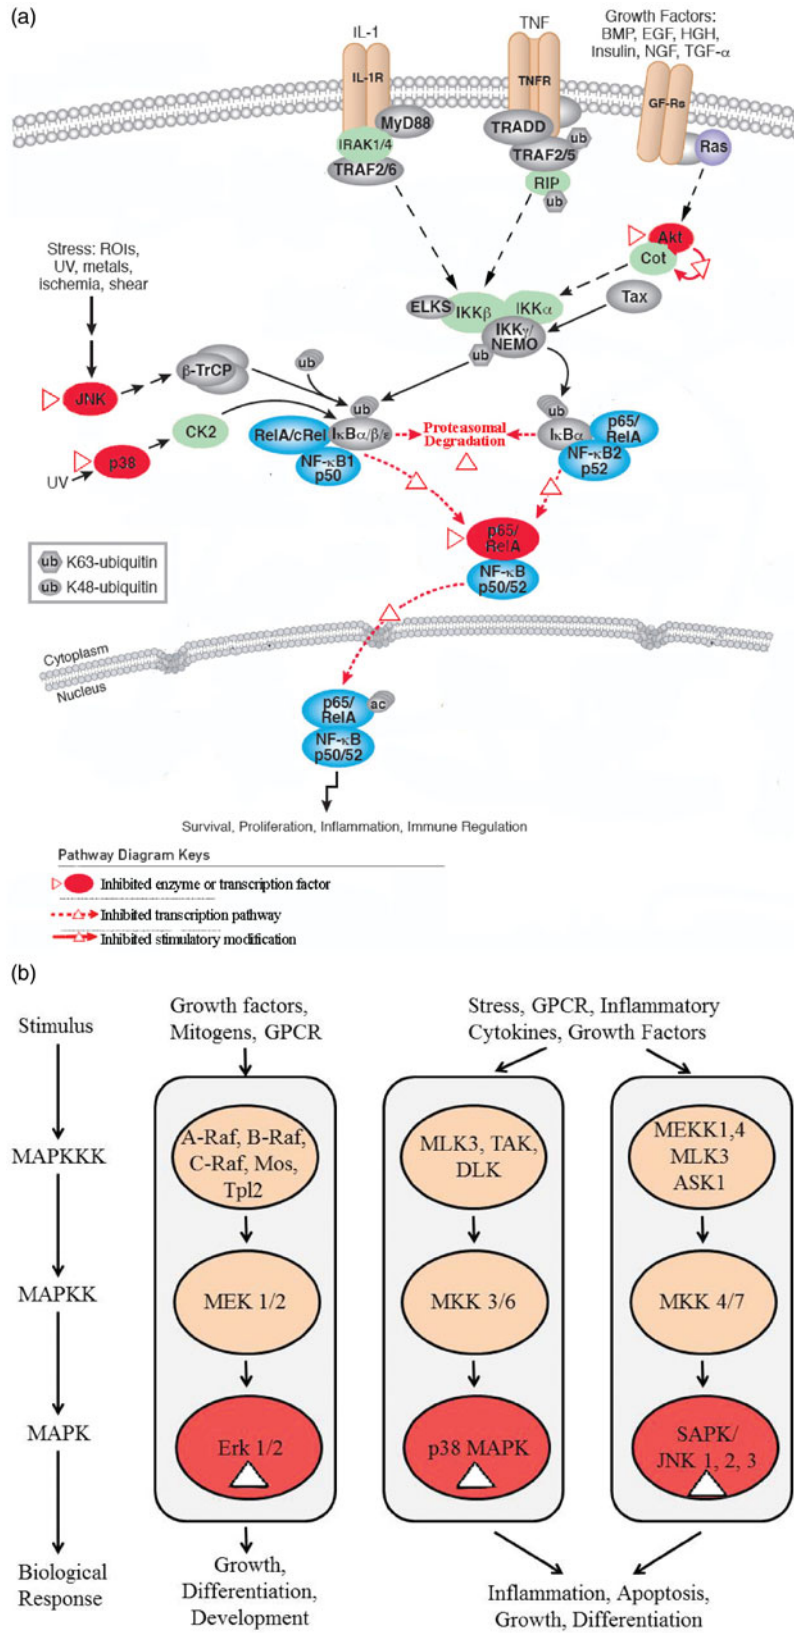 (a)
IL-1
TNF
Growth Factors:
BMP, EGF, HGH,
Insulin, NGF, TGF-α
IL-1R
TNFR
GF-Rs
MyD88
IRAK1/4
TRAF2/6
TRADD
TRAF2/5
ub
RIP
ub
Ras
Akt
Cot
Stress: ROIs,
UV, metals,
ischemia, shear
ELKS
IKKβ
IKKα
IKKγ/
NEMO
ub
Tax
JNK
β-TrCP
ub
ub
CK2
p38
UV
RelA/cRel
IκBα/β/ε
NF-κB1
p50
Proteasomal
Degradation
ub
IκBα
p65/
RelA
NF-κB2
p52
p65/
RelA
NF-κB
p50/52
ub K63-ubiquitin
ub K48-ubiquitin
Cytoplasm
Nucleus
p65/
RelA
ac
NF-κB
p50/52
Survival, Proliferation, Inflammation, Immune Regulation
Pathway Diagram Keys
Inhibited enzyme or transcription factor
Inhibited transcription pathway
Inhibited stimulatory modification
(b)
Stimulus
MAPKKK
MAPKK
MAPK
Biological
Response
Growth factors,
Mitogens, GPCR
A-Raf, B-Raf,
C-Raf, Mos,
Tpl2
MEK 1/2
Erk 1/2
Growth,
Differentiation,
Development
Stress, GPCR, Inflammatory
Cytokines, Growth Factors
MLK3, TAK,
DLK
MKK 3/6
p38 MAPK
MEKK1,4
MLK3
ASK1
MKK 4/7
SAPK/
JNK 1, 2, 3
Inflammation, Apoptosis,
Growth, Differentiation